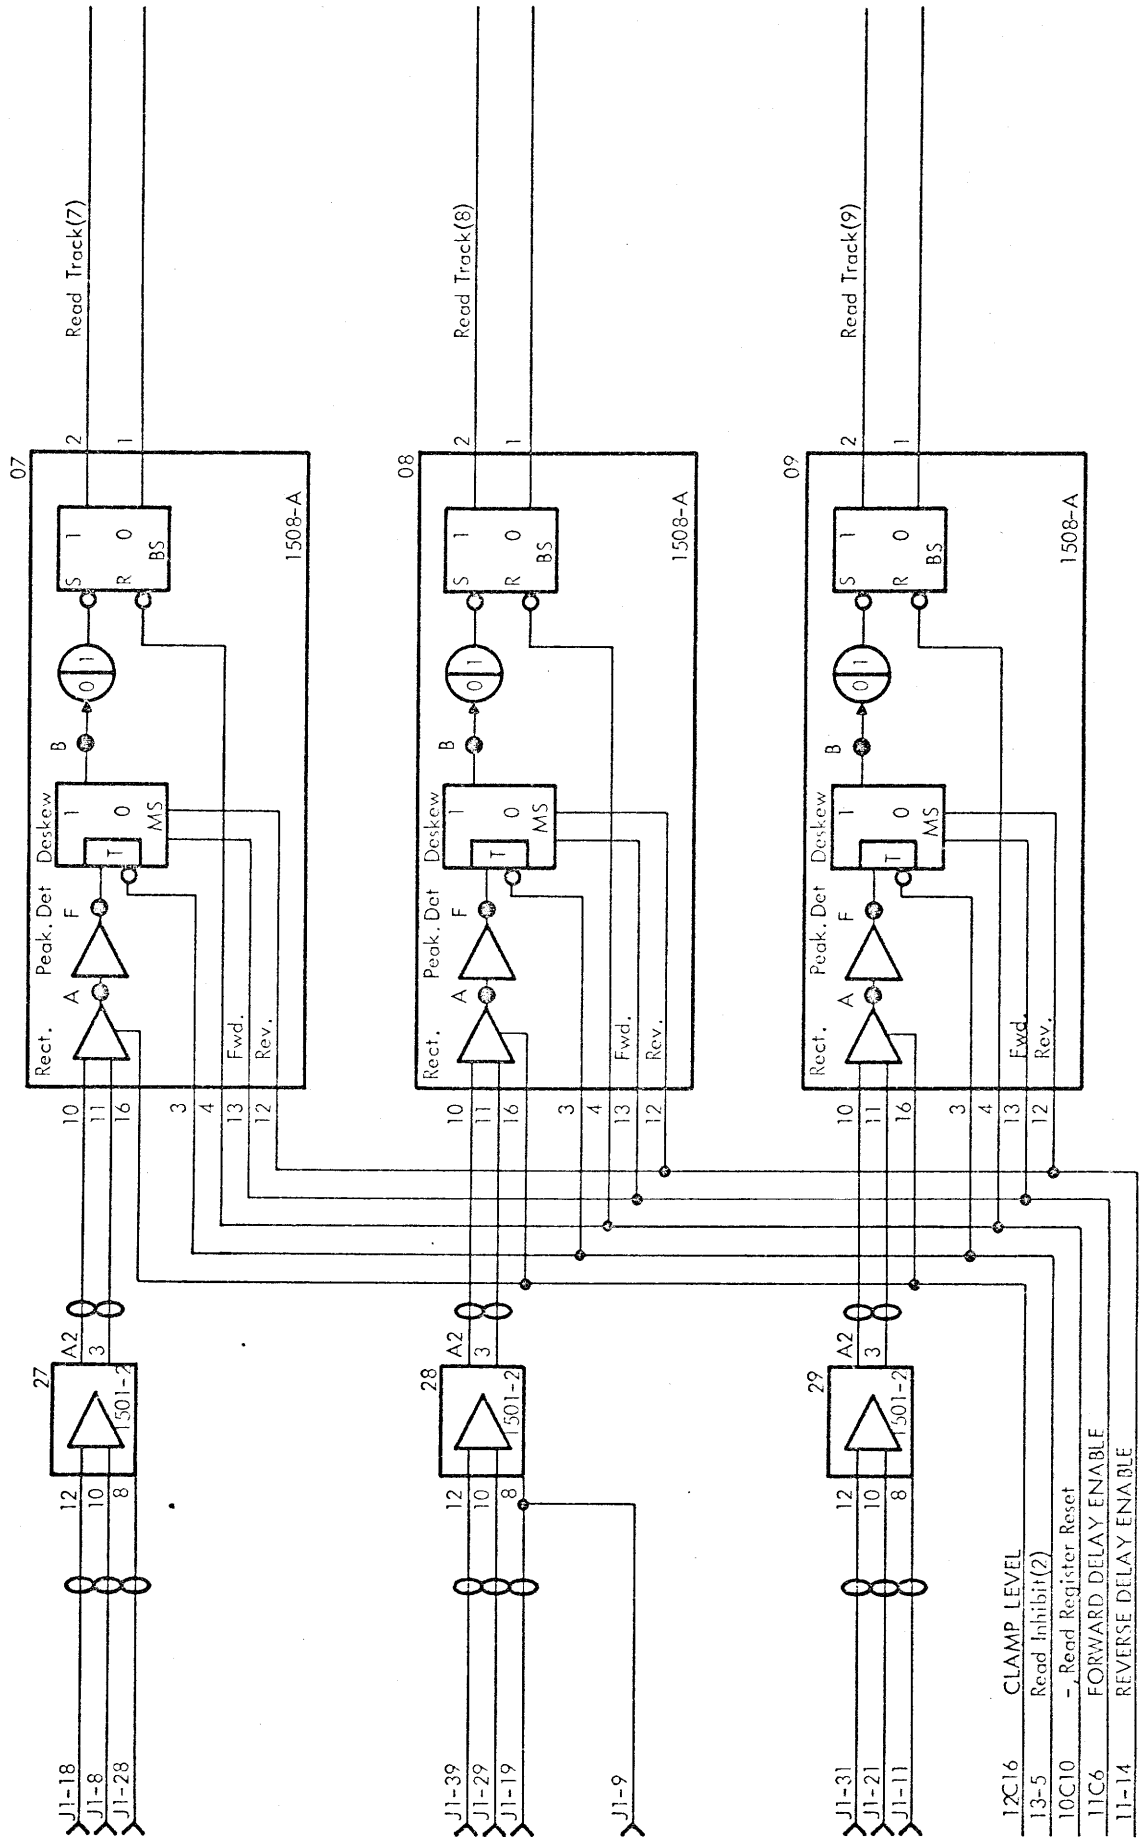 07
Rect.
Peak. Det
Deskew
A
F
B
T
1
0
MS
0 1
S
R
1
0
BS
1508-A
Fwd.
Rev.
10
11
16
3
4
13
12
2
1
Read Track(7)
27
A2
3
1501-2
12
10
8
J1-18
J1-8
J1-28
08
Rect.
Peak. Det
Deskew
A
F
B
T
1
0
MS
0 1
S
R
1
0
BS
1508-A
Fwd.
Rev.
10
11
16
3
4
13
12
2
1
Read Track(8)
28
A2
3
1501-2
12
10
8
J1-39
J1-29
J1-19
J1-9
09
Rect.
Peak. Det
Deskew
A
F
B
T
1
0
MS
0 1
S
R
1
0
BS
1508-A
Fwd.
Rev.
10
11
16
3
4
13
12
2
1
Read Track(9)
29
A2
3
1501-2
12
10
8
J1-31
J1-21
J1-11
12C16 CLAMP LEVEL
13-5 Read Inhibit(2)
10C10 -,Read Register Reset
11C6 FORWARD DELAY ENABLE
11-14 REVERSE DELAY ENABLE